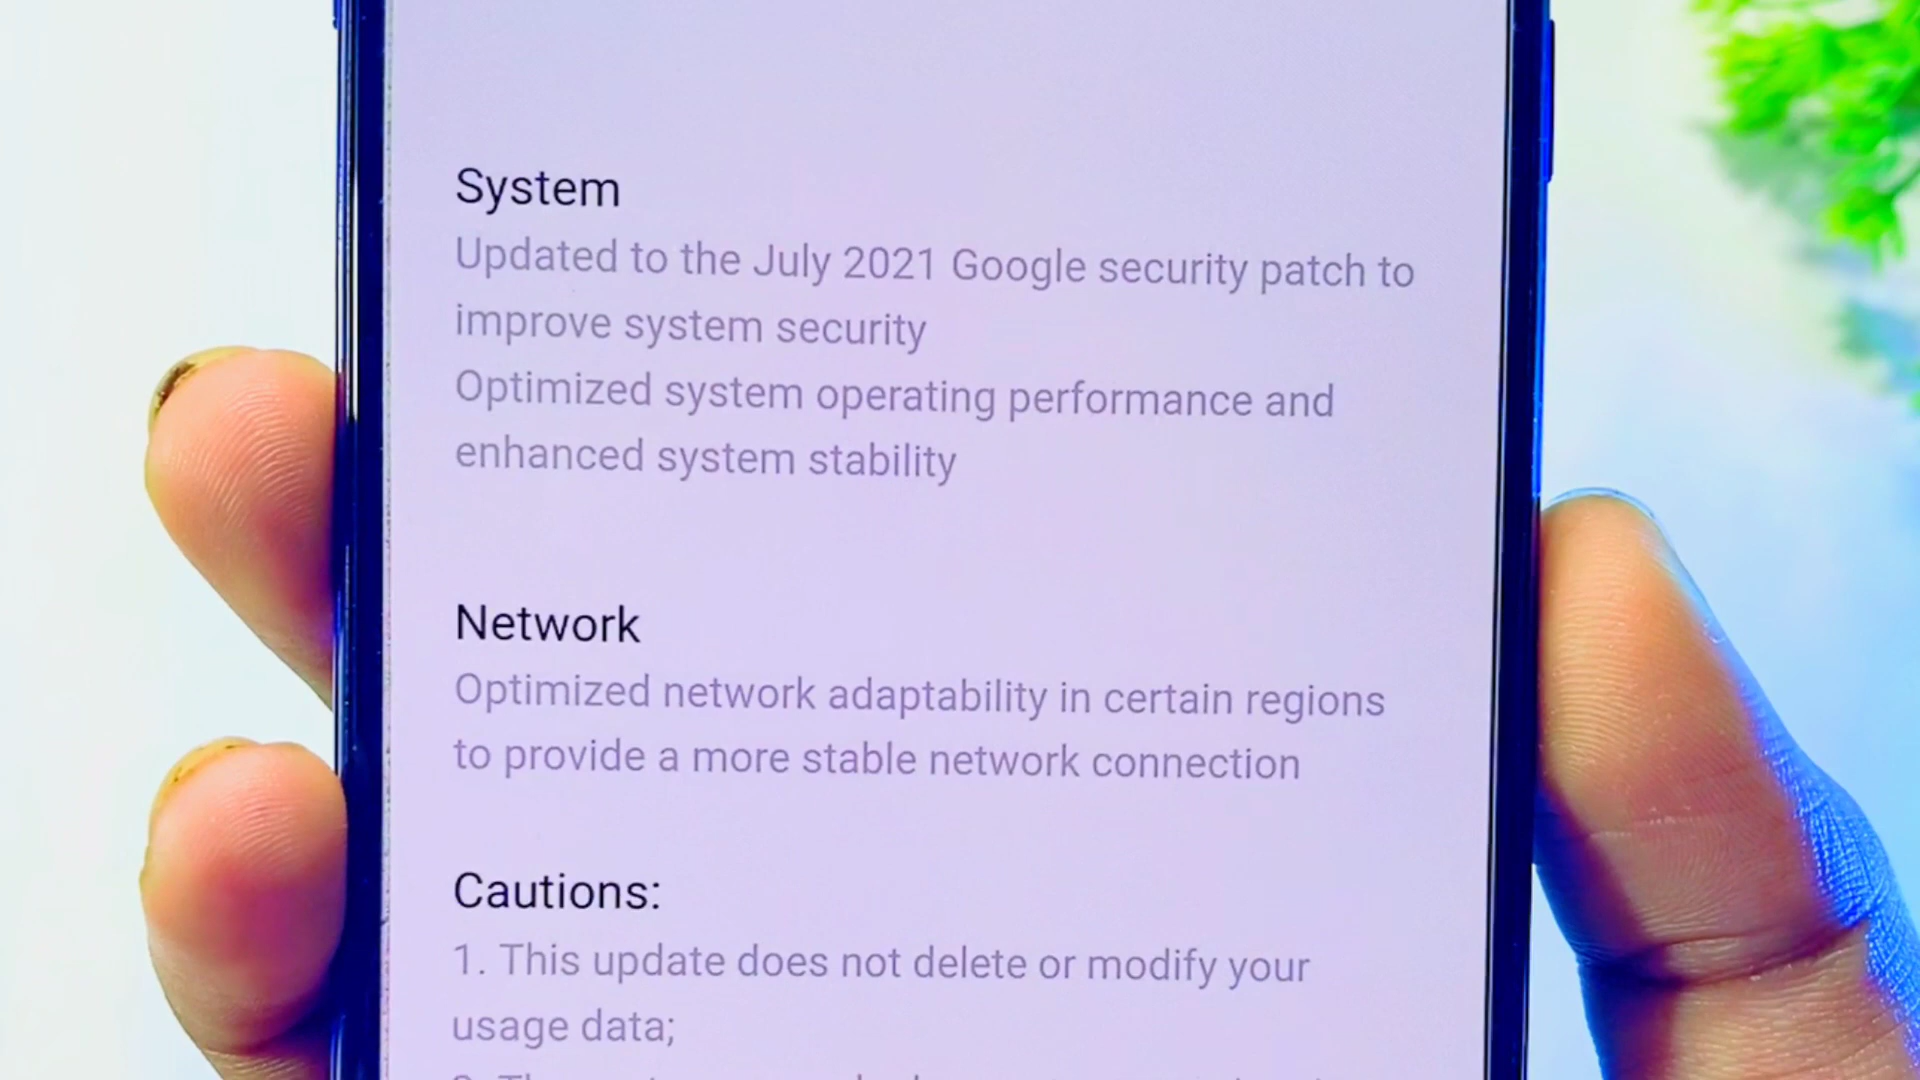 System
Updated to the July 2021 Google security patch to
improve system security
Optimized system operating performance and
enhanced system stability
Network
Optimized network adaptability in certain regions
to provide a more stable network connection
Cautions:
1. This update does not delete or modify your
usage data;